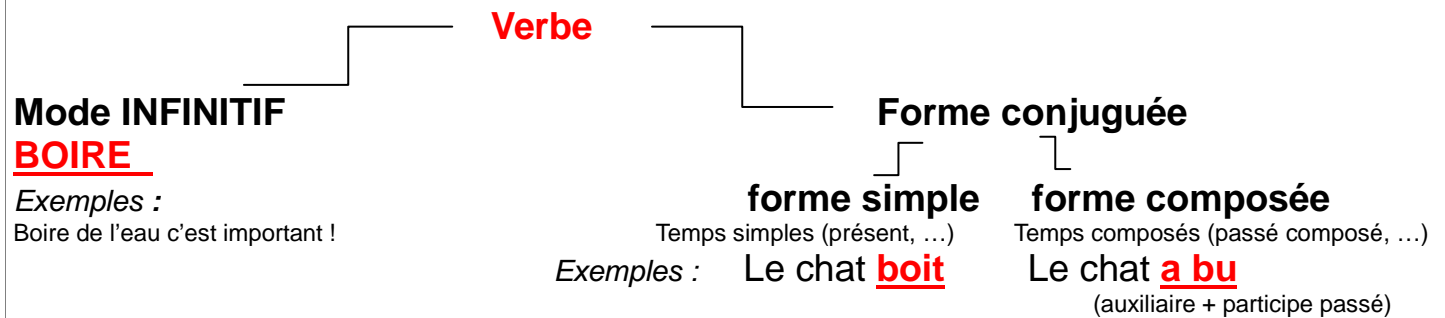 Verbe
Mode INFINITIF
Forme conjuguée
BOIRE
Exemples :
forme simple
forme composée
Boire de l'eau c'est important !
Temps simples (présent, …)
Temps composés (passé composé, …)
Exemples :
Le chat boit
Le chat a bu
(auxiliaire + participe passé)